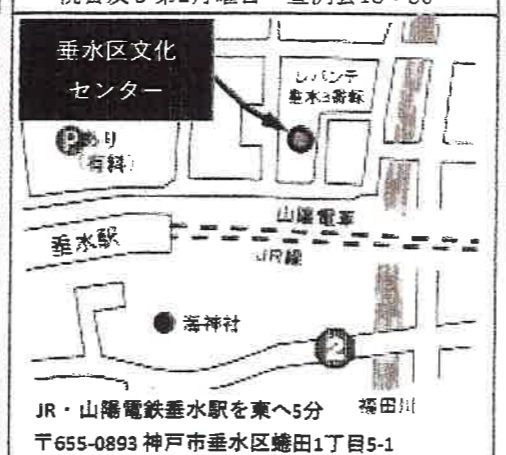 垂水区文化
センター
レバンテ
垂水3番館
Pあり
(有料)
山陽電車
垂水駅
JR線
海神社
2
福田川
JR・山陽電鉄垂水駅を東へ5分
〒655-0893 神戸市垂水区
1丁目5-1